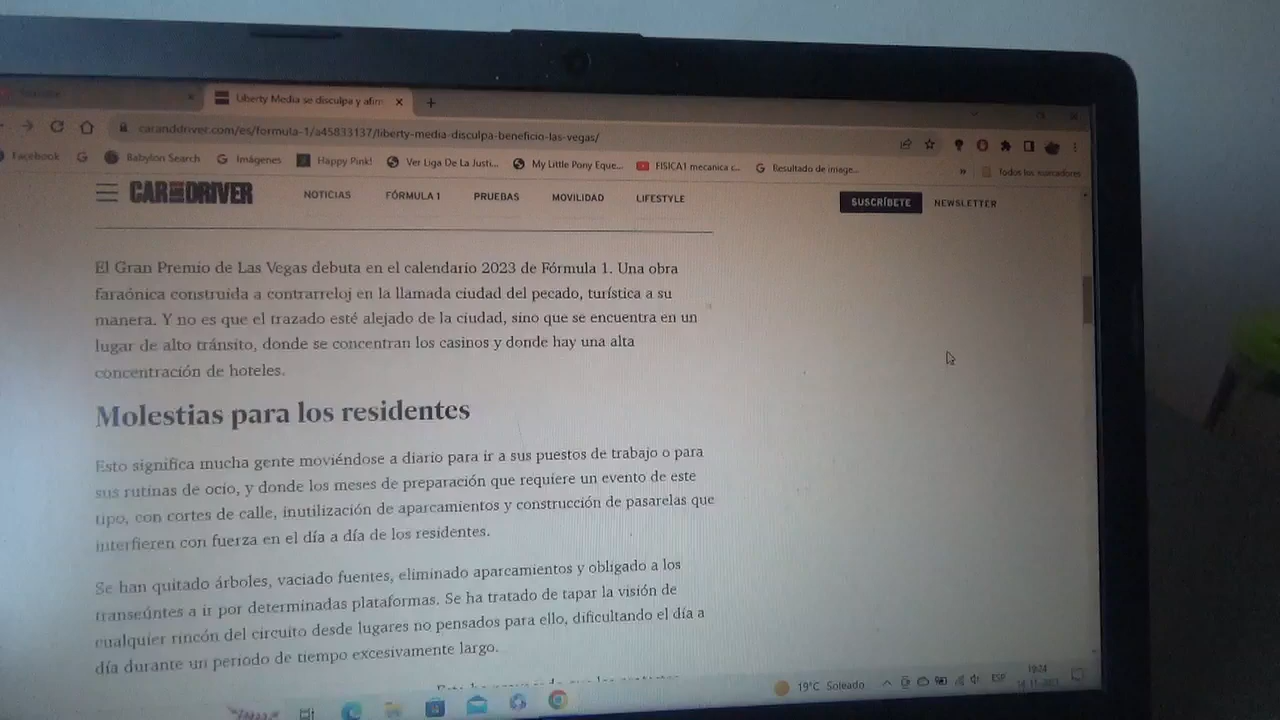 Liberty Media se disculpa y afirm
caranddriver.com/es/formula-1/a45833137/liberty-media-disculpa-beneficio-las-vegas/
Facebook
Babylon Search
Imágenes
Happy Pink!
Ver Liga De La Justi...
My Little Pony Eque...
FISICA1 mecanica c...
Resultado de image...
»
Todos los marcadores
CAR AND DRIVER
NOTICIAS
FÓRMULA 1
PRUEBAS
MOVILIDAD
LIFESTYLE
SUSCRÍBETE
NEWSLETTER
El Gran Premio de Las Vegas debuta en el calendario 2023 de Fórmula 1. Una obra
faraónica construida a contrarreloj en la llamada ciudad del pecado, turística a su
manera. Y no es que el trazado esté alejado de la ciudad, sino que se encuentra en un
lugar de alto tránsito, donde se concentran los casinos y donde hay una alta
concentración de hoteles.
Molestias para los residentes
Esto significa mucha gente moviéndose a diario para ir a sus puestos de trabajo o para
sus rutinas de ocio, y donde los meses de preparación que requiere un evento de este
tipo, con cortes de calle, inutilización de aparcamientos y construcción de pasarelas que
interfieren con fuerza en el día a día de los residentes.
Se han quitado árboles, vaciado fuentes, eliminado aparcamientos y obligado a los
transeúntes a ir por determinadas plataformas. Se ha tratado de tapar la visión de
cualquier rincón del circuito desde lugares no pensados para ello, dificultando el día a
día durante un periodo de tiempo excesivamente largo.
19°C Soleado
ESP
19:24